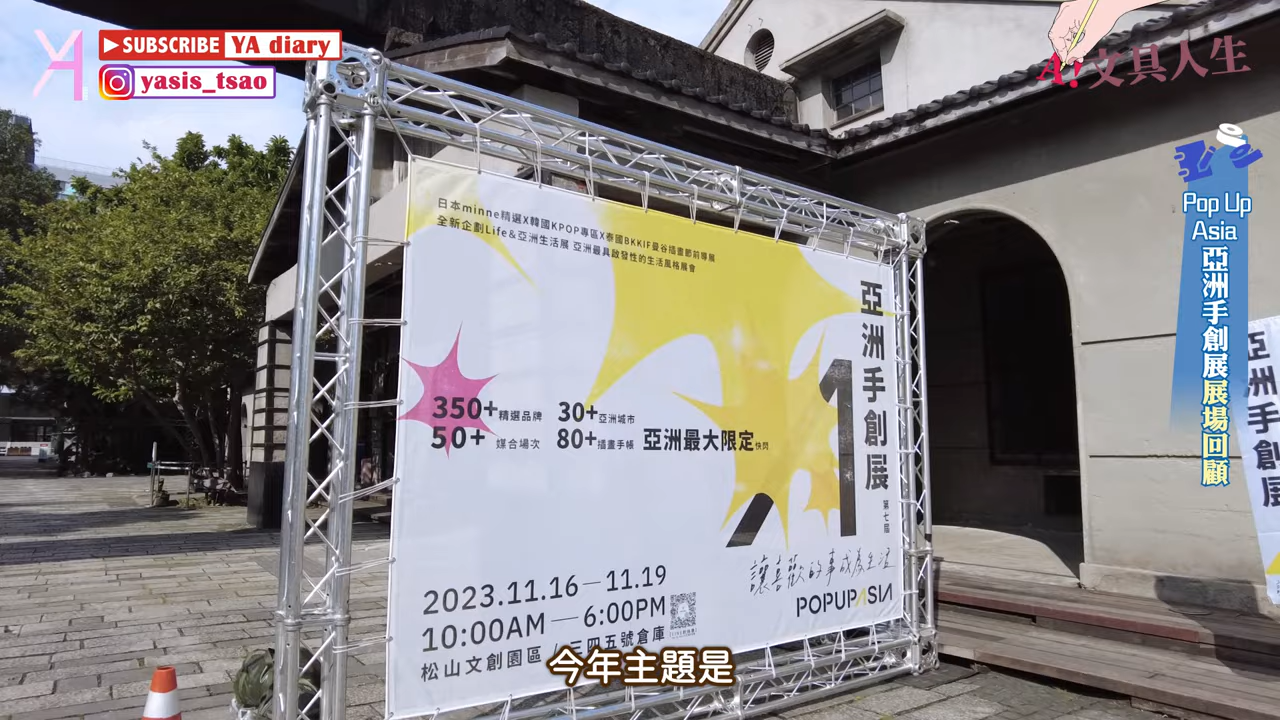 YA
SUBSCRIBE YA diary
yasis_tsao
A!文具人生
Life
Pop Up
Asia
亞洲手創展展場回顧
日本minne精選X韓國KPOP專區X泰國BKKIF曼谷插畫節前導展
全新企劃Life&亞洲生活展 亞洲最具啟發性的生活風格展會
350+精選品牌 30+亞洲城市
50+ 媒合場次 80+插畫手帳 亞洲最大限定快閃
亞洲手創展
第七屆
1
讓喜歡的事成為生活
POPUPASIA
2023.11.16—11.19
10:00AM—6:00PM
松山文創園區 / 三四五號倉庫
亞洲手創展
今年主題是